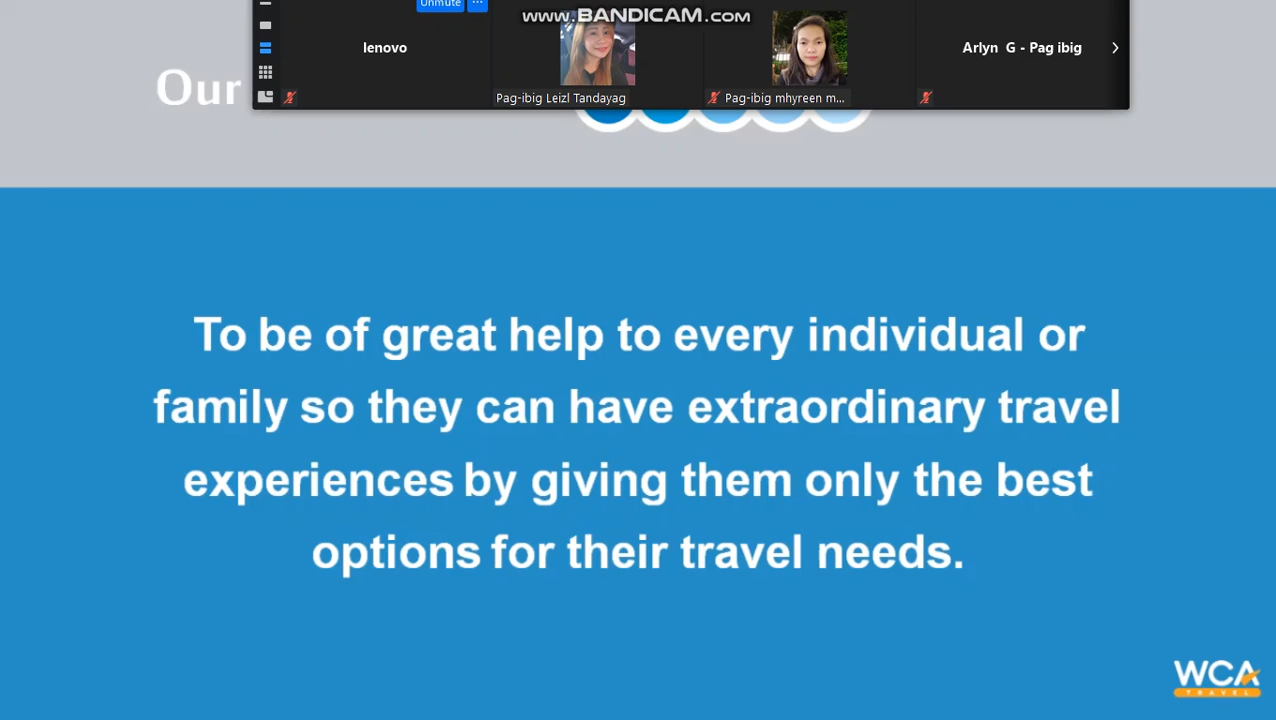 Unmute ...
www.BANDICAM.com
lenovo
Arlyn G - Pag ibig
Pag-ibig Leizl Tandayag
Pag-ibig mhyreen m...
Our
To be of great help to every individual or
family so they can have extraordinary travel
experiences by giving them only the best
options for their travel needs.
WCA
TRAVEL